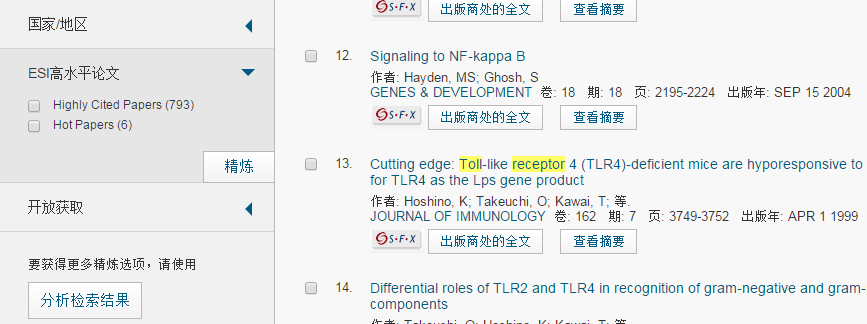 国家/地区
ESI高水平论文
Highly Cited Papers (793)
Hot Papers (6)
精炼
开放获取
要获得更多精炼选项，请使用
分析检索结果
S·F·X 出版商处的全文 查看摘要
12. Signaling to NF-kappa B
作者: Hayden, MS; Ghosh, S
GENES & DEVELOPMENT 卷: 18 期: 18 页: 2195-2224 出版年: SEP 15 2004
S·F·X 出版商处的全文 查看摘要
13. Cutting edge: Toll-like receptor 4 (TLR4)-deficient mice are hyporesponsive to
for TLR4 as the Lps gene product
作者: Hoshino, K; Takeuchi, O; Kawai, T; 等.
JOURNAL OF IMMUNOLOGY 卷: 162 期: 7 页: 3749-3752 出版年: APR 1 1999
S·F·X 出版商处的全文 查看摘要
14. Differential roles of TLR2 and TLR4 in recognition of gram-negative and gram-
components
作者: Takeuchi, O; Hoshino, K; Kawai, T; 等.